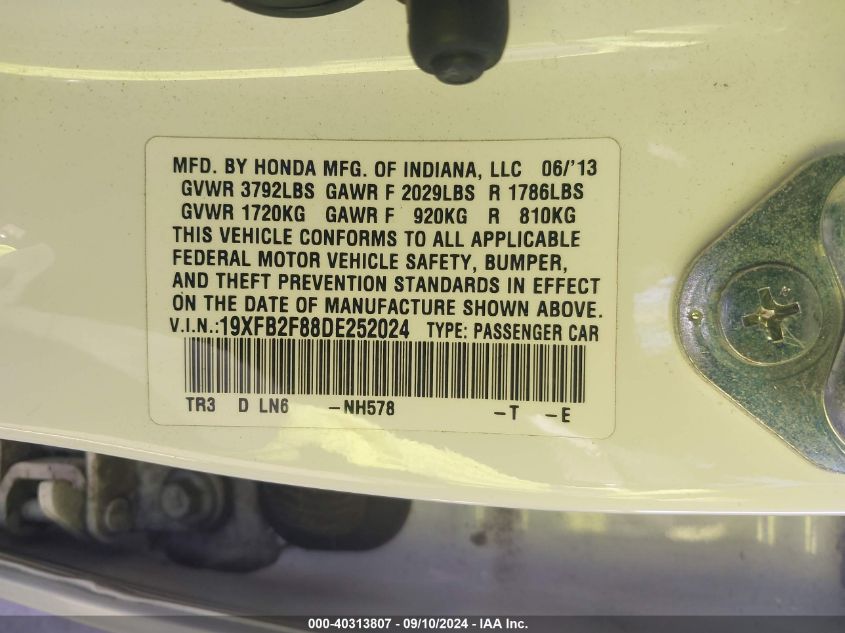 MFD. BY HONDA MFG. OF INDIANA, LLC 06/'13
GVWR 3792LBS GAWR F 2029LBS R 1786LBS
GVWR 1720KG GAWR F 920KG R 810KG
THIS VEHICLE CONFORMS TO ALL APPLICABLE
FEDERAL MOTOR VEHICLE SAFETY, BUMPER,
AND THEFT PREVENTION STANDARDS IN EFFECT
ON THE DATE OF MANUFACTURE SHOWN ABOVE.
V.I.N.:19XFB2F88DE252024 TYPE: PASSENGER CAR
TR3 D LN6 -NH578 -T -E
000-40313807 - 09/10/2024 - IAA Inc.